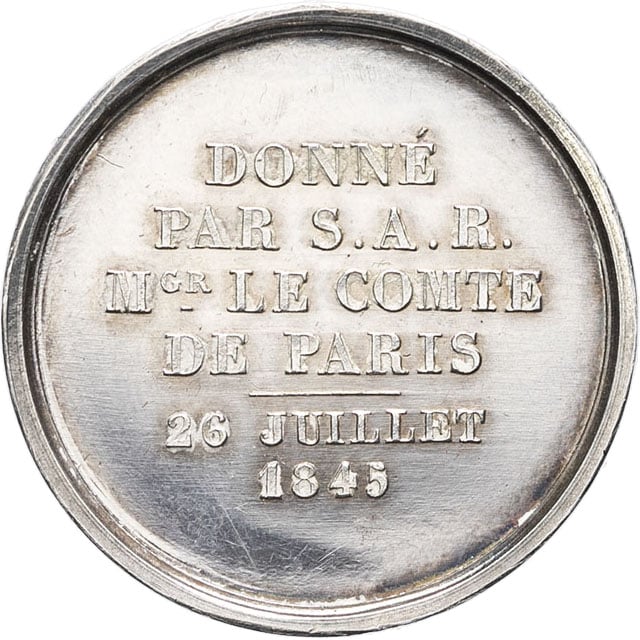 DONNÉ
PAR S.A.R.
MGR LE COMTE
DE PARIS
26 JUILLET
1845